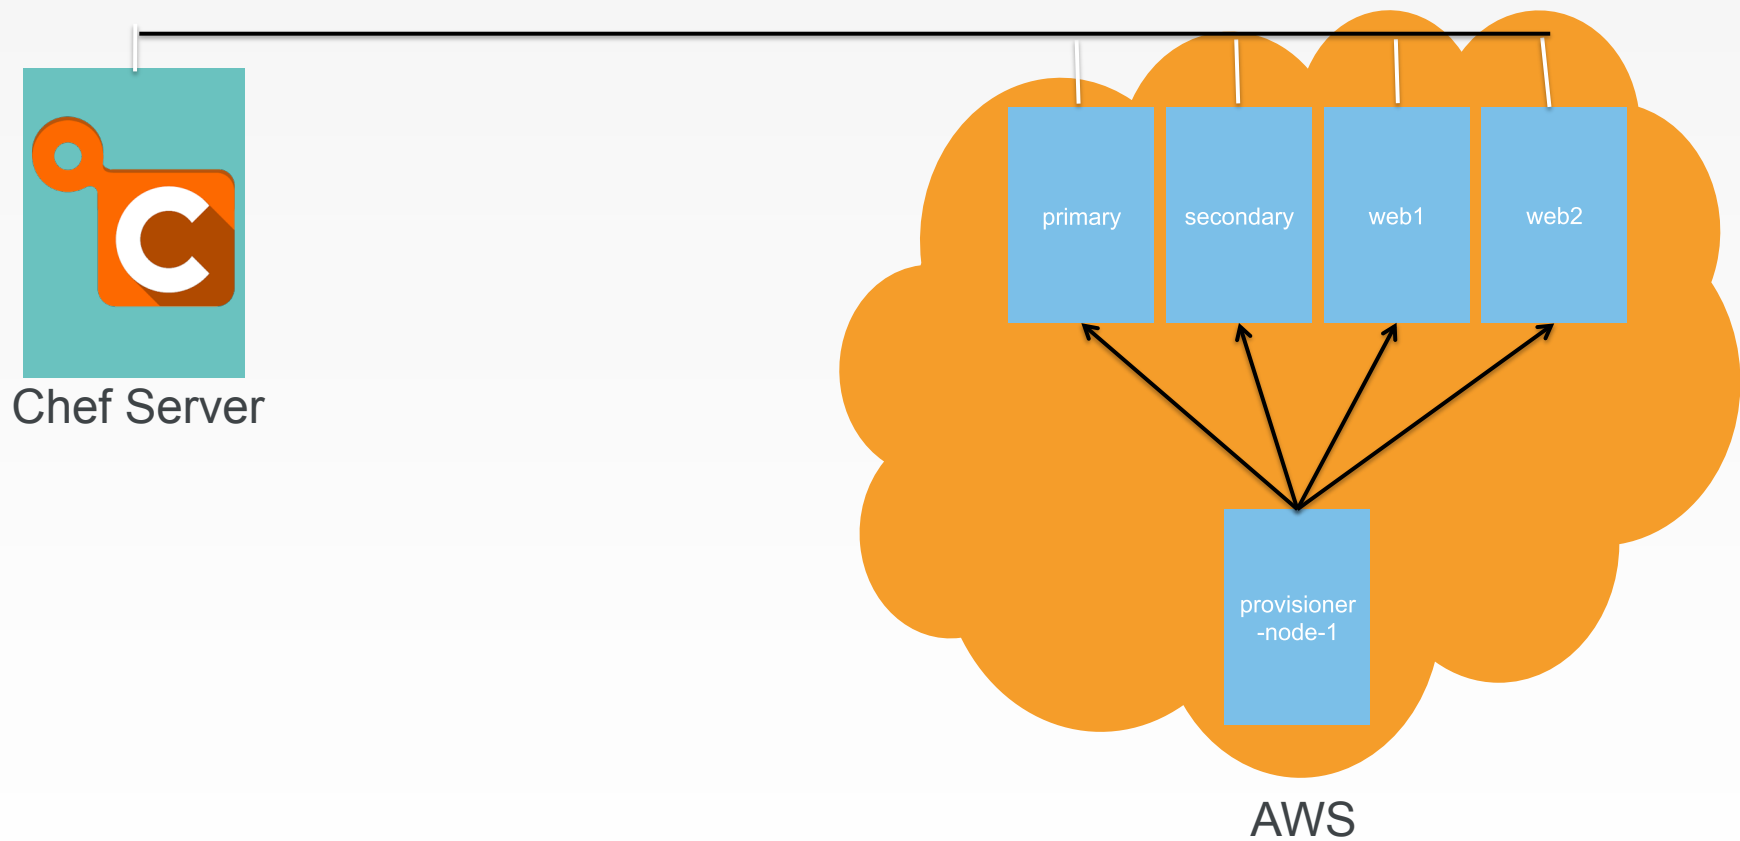 primary
secondary
web1
web2
Chef Server
provisioner
-node-1
AWS